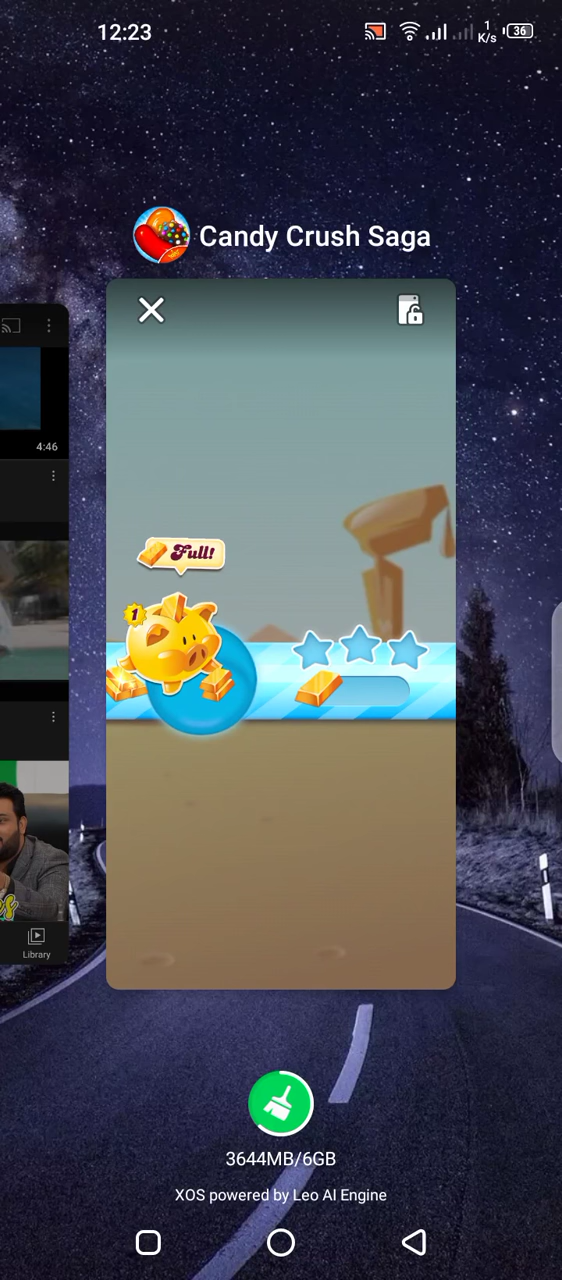 12:23
1
K/s
36
Candy Crush Saga
4:46
Full!
1
Library
3644MB/6GB
XOS powered by Leo AI Engine